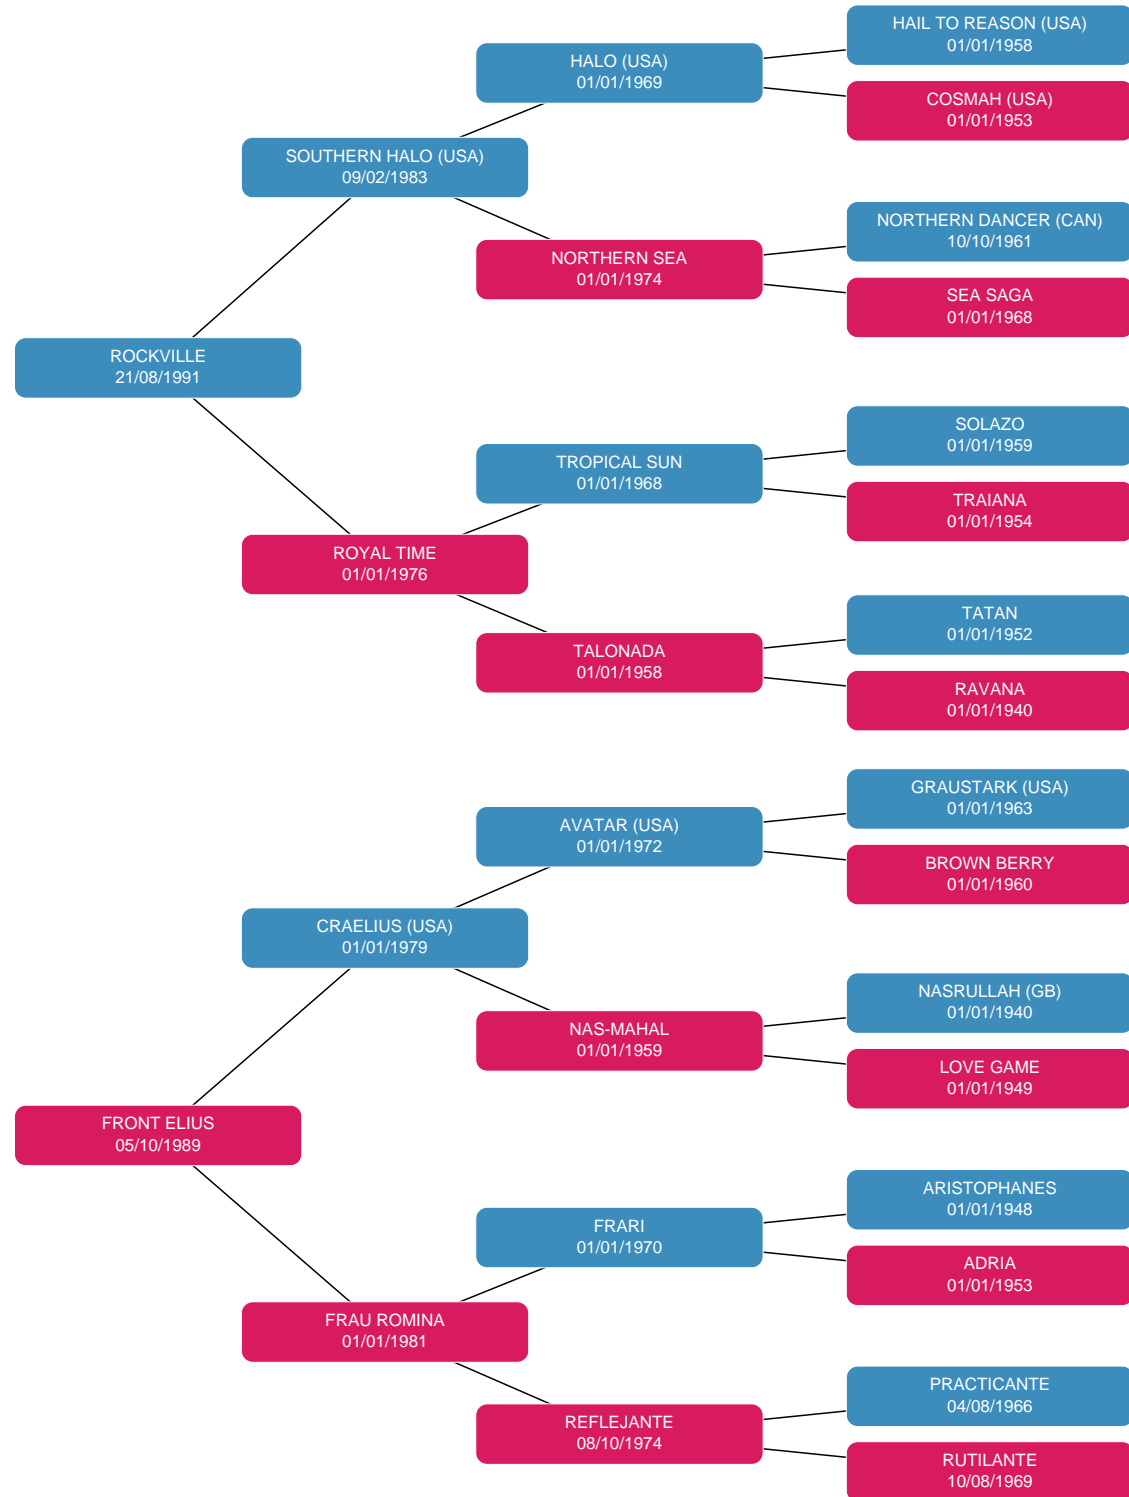 HAIL TO REASON (USA)
01/01/1958
HALO (USA)
01/01/1969
COSMAH (USA)
01/01/1953
SOUTHERN HALO (USA)
09/02/1983
NORTHERN DANCER (CAN)
10/10/1961
NORTHERN SEA
01/01/1974
SEA SAGA
01/01/1968
ROCKVILLE
21/08/1991
SOLAZO
01/01/1959
TROPICAL SUN
01/01/1968
TRAIANA
01/01/1954
ROYAL TIME
01/01/1976
TATAN
01/01/1952
TALONADA
01/01/1958
RAVANA
01/01/1940
GRAUSTARK (USA)
01/01/1963
AVATAR (USA)
01/01/1972
BROWN BERRY
01/01/1960
CRAELIUS (USA)
01/01/1979
NASRULLAH (GB)
01/01/1940
NAS-MAHAL
01/01/1959
LOVE GAME
01/01/1949
FRONT ELIUS
05/10/1989
ARISTOPHANES
01/01/1948
FRARI
01/01/1970
ADRIA
01/01/1953
FRAU ROMINA
01/01/1981
PRACTICANTE
04/08/1966
REFLEJANTE
08/10/1974
RUTILANTE
10/08/1969